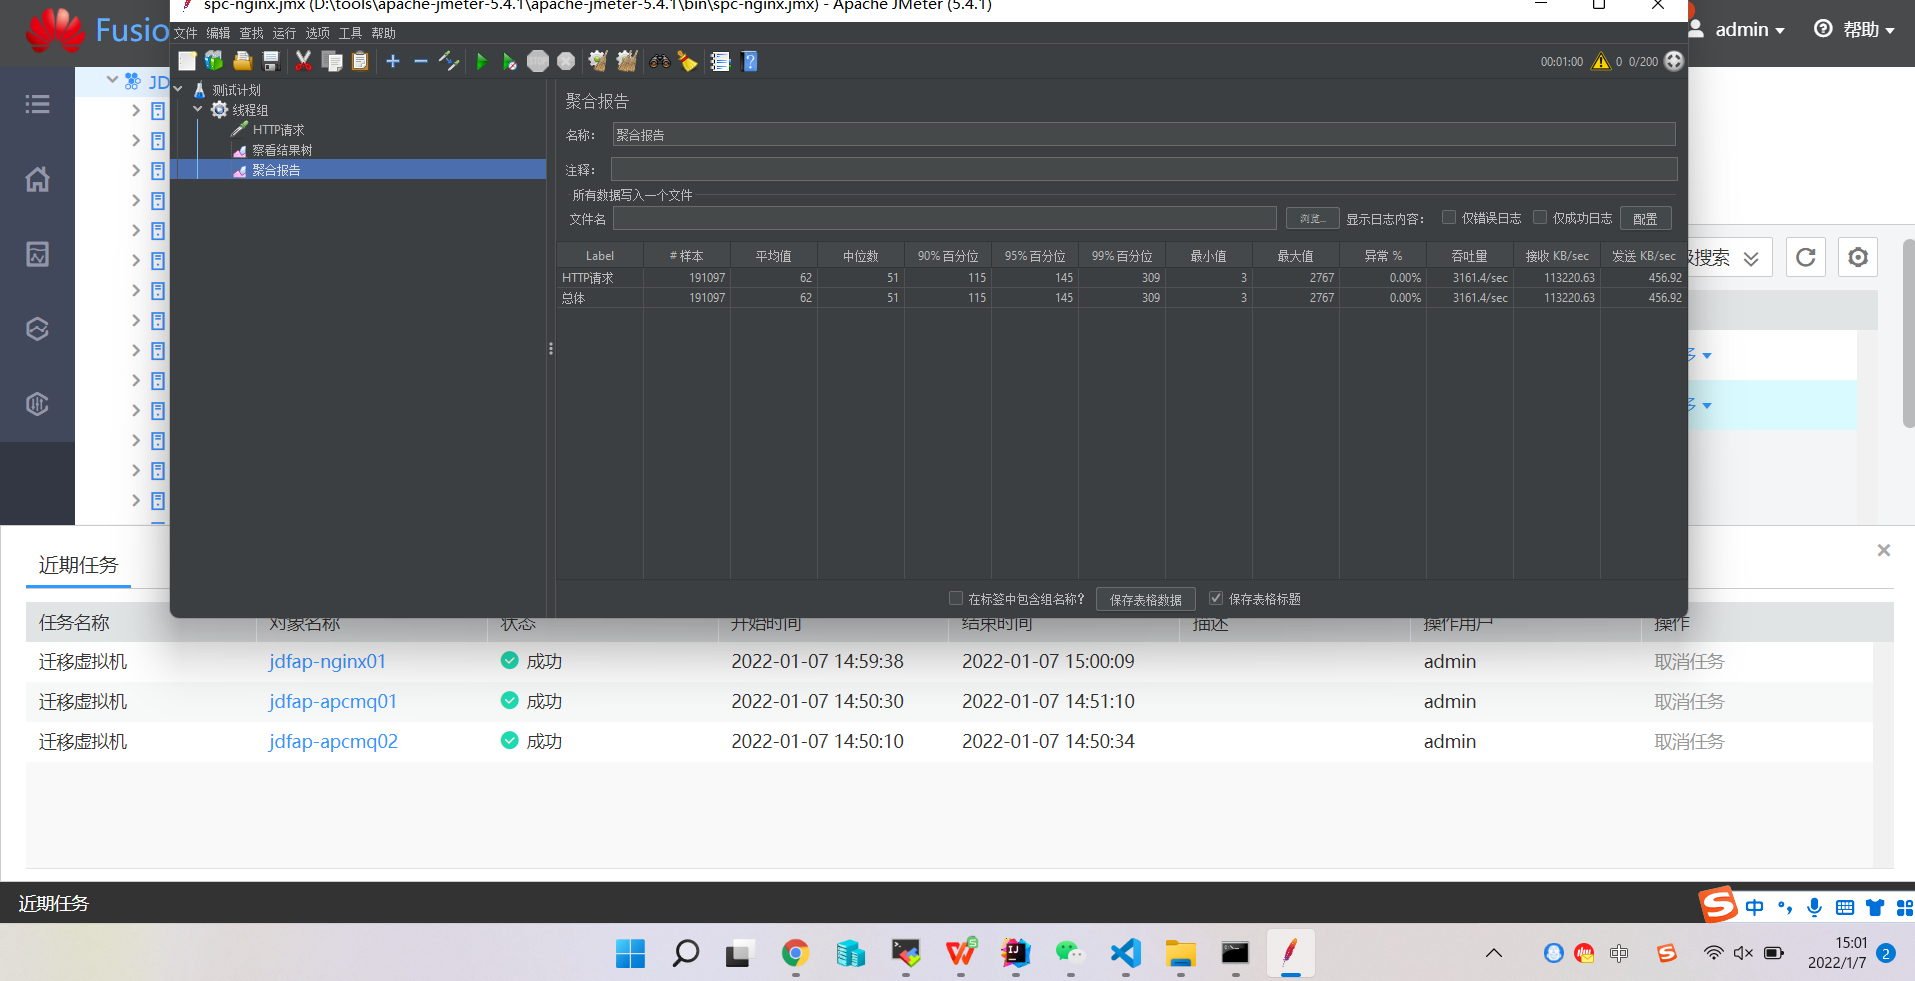 spc-nginx.jmx (D:\tools\apache-jmeter-5.4.1\apache-jmeter-5.4.1\bin\spc-nginx.jmx) - Apache JMeter (5.4.1)
Fusio
admin
帮助
文件 编辑 查找 运行 选项 工具 帮助
00:01:00 0 0/200
JD
测试计划
线程组
HTTP请求
察看结果树
聚合报告
聚合报告
名称： 聚合报告
注释：
所有数据写入一个文件
文件名 浏览... 显示日志内容： 仅错误日志 仅成功日志 配置
Label # 样本 平均值 中位数 90% 百分位 95% 百分位 99% 百分位 最小值 最大值 异常 % 吞吐量 接收 KB/sec 发送 KB/sec
HTTP请求 191097 62 51 115 145 309 3 2767 0.00% 3161.4/sec 113220.63 456.92
总体 191097 62 51 115 145 309 3 2767 0.00% 3161.4/sec 113220.63 456.92
搜索
在标签中包含组名称? 保存表格数据 保存表格标题
近期任务
任务名称 对象名称 状态 开始时间 结束时间 描述 操作用户 操作
迁移虚拟机 jdfap-nginx01 成功 2022-01-07 14:59:38 2022-01-07 15:00:09 admin 取消任务
迁移虚拟机 jdfap-apcmq01 成功 2022-01-07 14:50:30 2022-01-07 14:51:10 admin 取消任务
迁移虚拟机 jdfap-apcmq02 成功 2022-01-07 14:50:10 2022-01-07 14:50:34 admin 取消任务
近期任务
中
中
15:01
2022/1/7
2